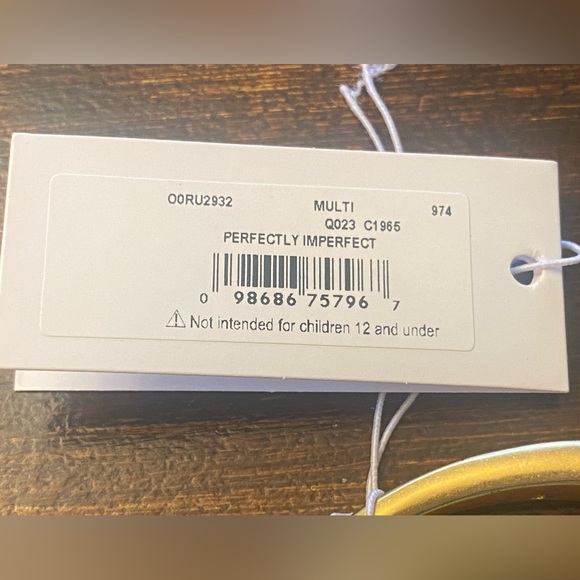 O0RU2932 MULTI 974
Q023 C1965
PERFECTLY IMPERFECT
0 98686 75796 7
⚠ Not intended for children 12 and under